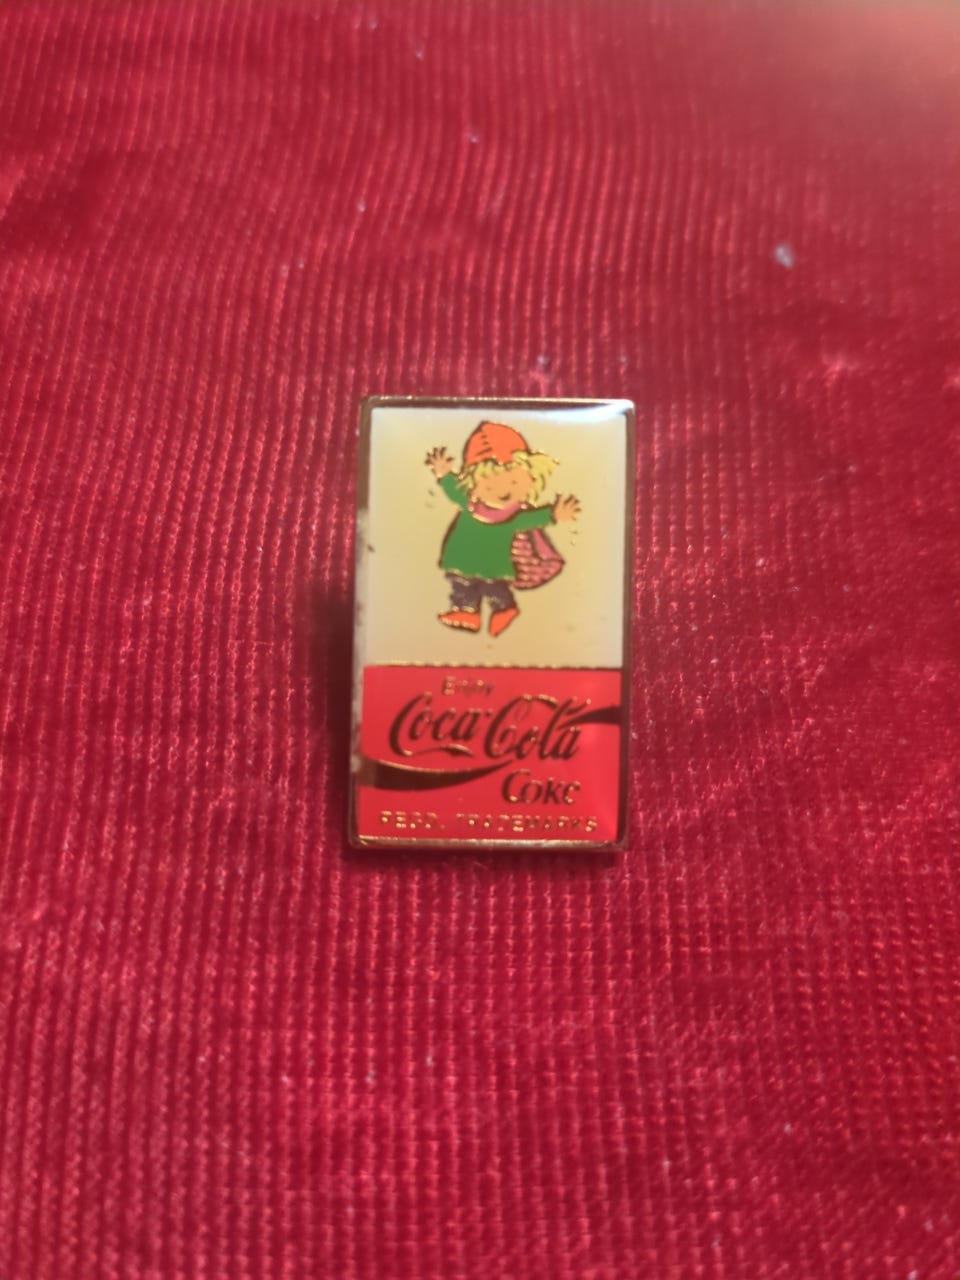 Enjoy
Coca-Cola
Coke
REGD. TRADEMARKS